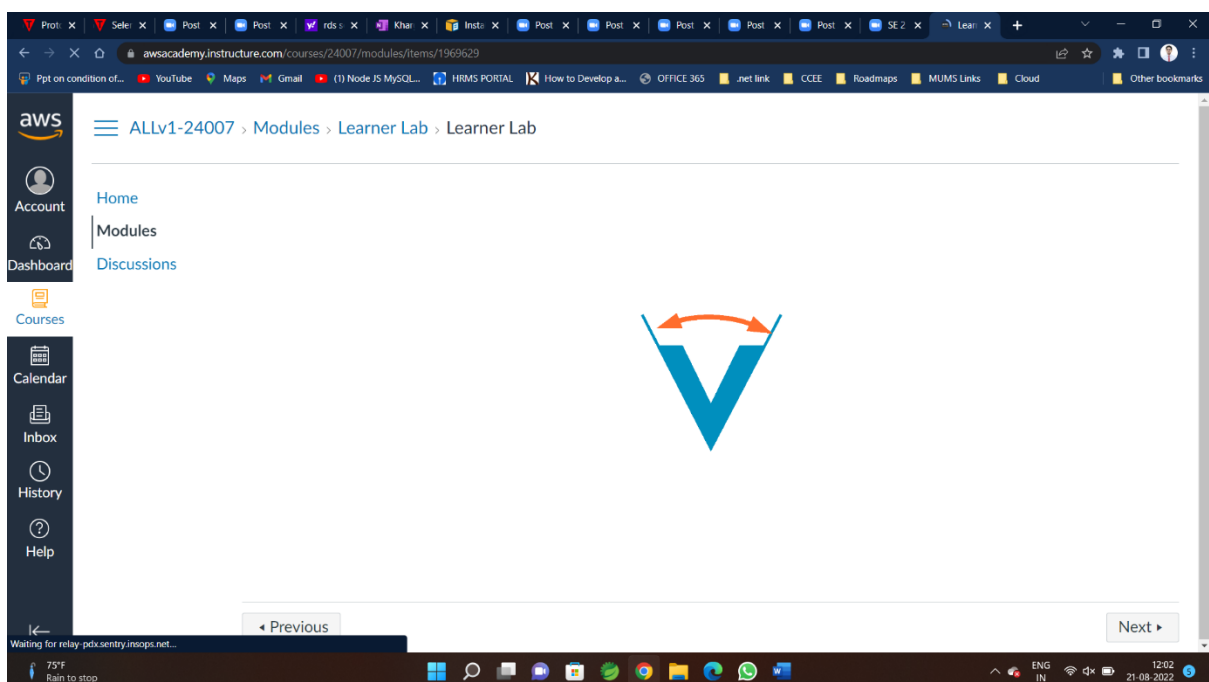 Prot Seler Post Post rds s Khar Insta Post Post Post Post Post SE 2 Learn
awsacademy.instructure.com/courses/24007/modules/items/1969629
Ppt on condition of... YouTube Maps Gmail (1) Node JS MySQL... HRMS PORTAL How to Develop a... OFFICE 365 .net link CCEE Roadmaps MUMS Links Cloud Other bookmarks
aws
ALLv1-24007 › Modules › Learner Lab › Learner Lab
Account
Dashboard
Courses
Calendar
Inbox
History
Help
Home
Modules
Discussions
Previous
Next
Waiting for relay-pdx.sentry.insops.net...
75°F
Rain to stop
ENG
IN
12:02
21-08-2022
5